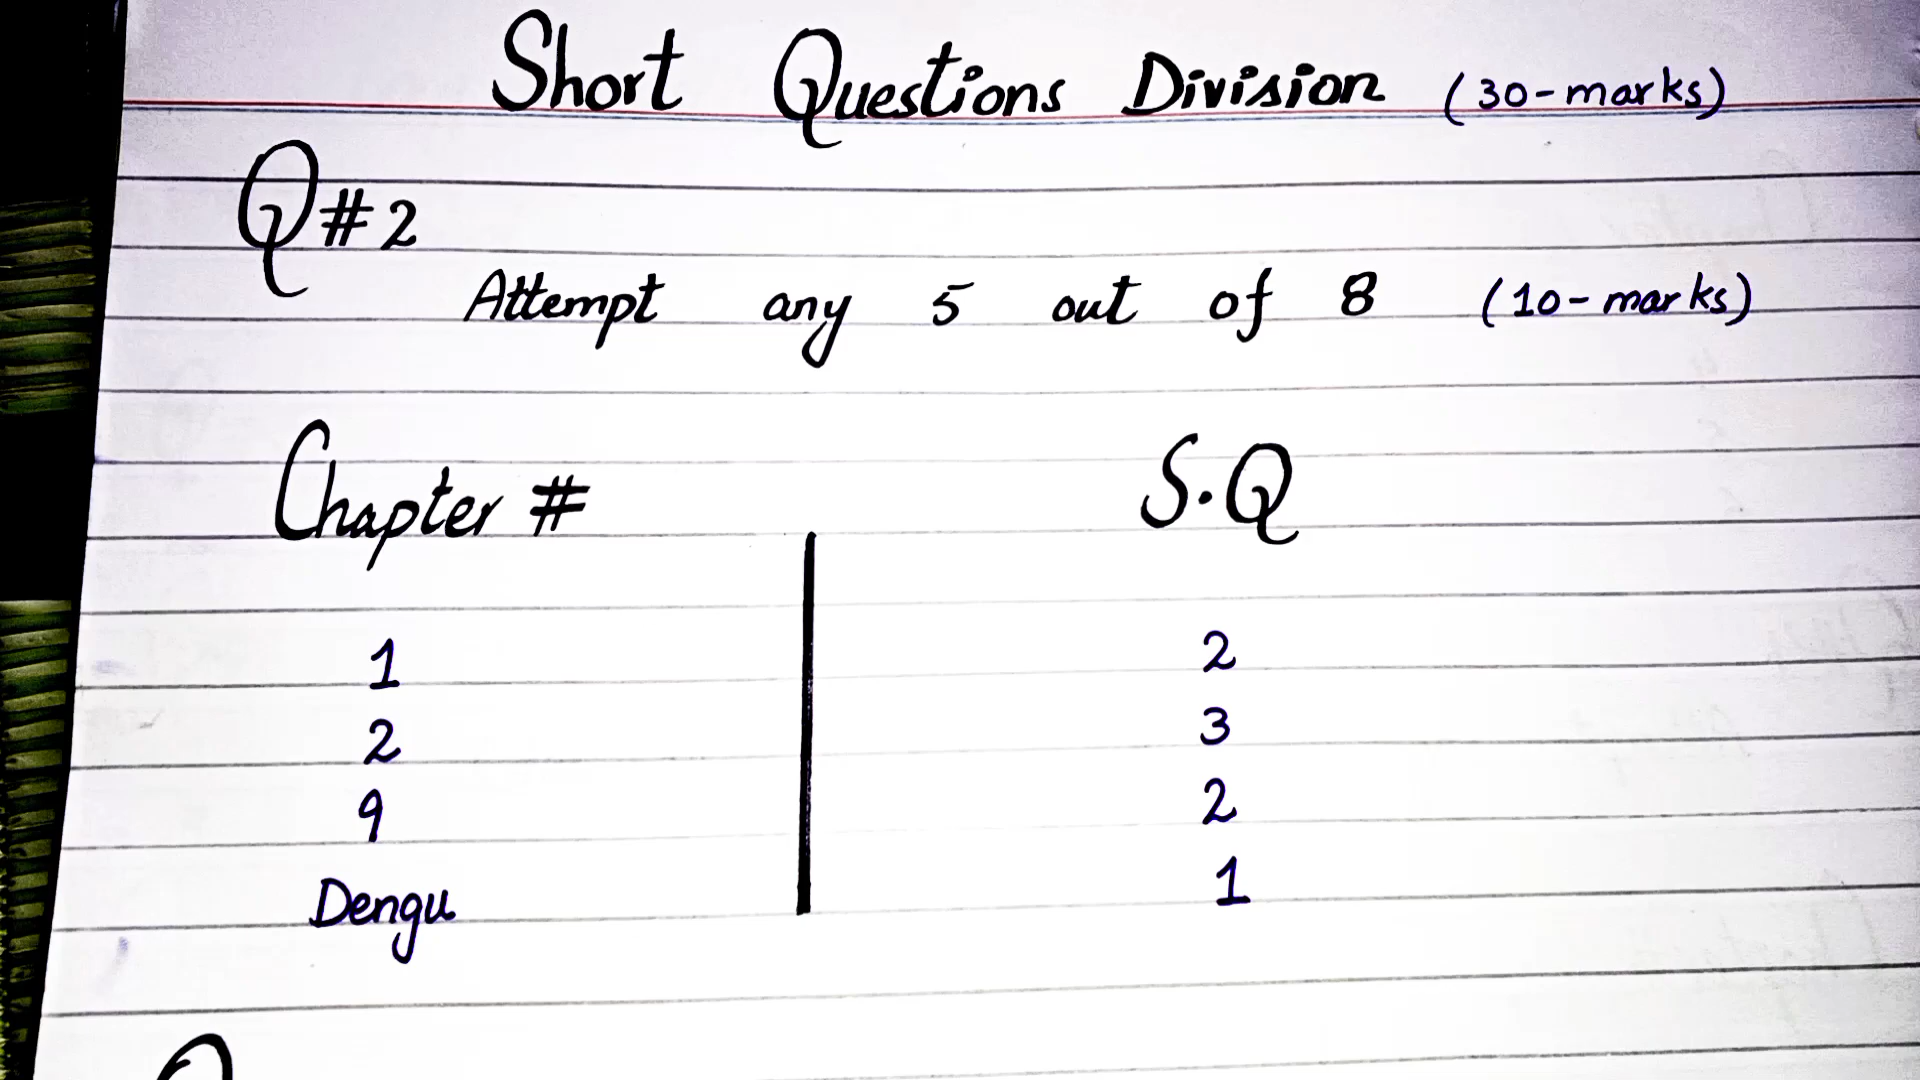 Short Questions Division (30-marks)
Q#2
Attempt any 5 out of 8 (10-marks)
Chapter # S.Q
1 2
2 3
9 2
Dengu 1